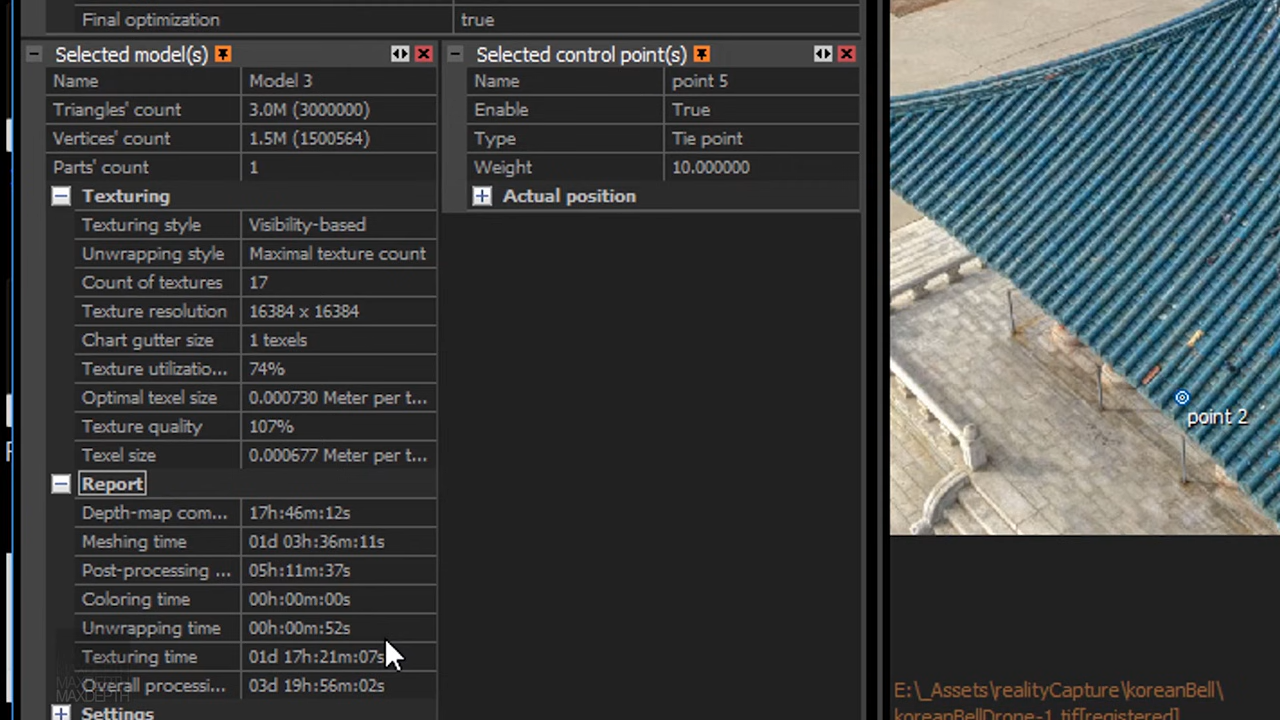 Final optimization true
Selected model(s)
Name Model 3
Triangles' count 3.0M (3000000)
Vertices' count 1.5M (1500564)
Parts' count 1
Texturing
Texturing style Visibility-based
Unwrapping style Maximal texture count
Count of textures 17
Texture resolution 16384 x 16384
Chart gutter size 1 texels
Texture utilizatio... 74%
Optimal texel size 0.000730 Meter per t...
Texture quality 107%
Texel size 0.000677 Meter per t...
Report
Depth-map com... 17h:46m:12s
Meshing time 01d 03h:36m:11s
Post-processing ... 05h:11m:37s
Coloring time 00h:00m:00s
Unwrapping time 00h:00m:52s
Texturing time 01d 17h:21m:07s
Overall processi... 03d 19h:56m:02s
Settings
MAXDEPTH
MAXDEPTH
Selected control point(s)
Name point 5
Enable True
Type Tie point
Weight 10.000000
Actual position
point 2
E:\_Assets\realityCapture\koreanBell\
koreanBellDrone-1.tif[registered]